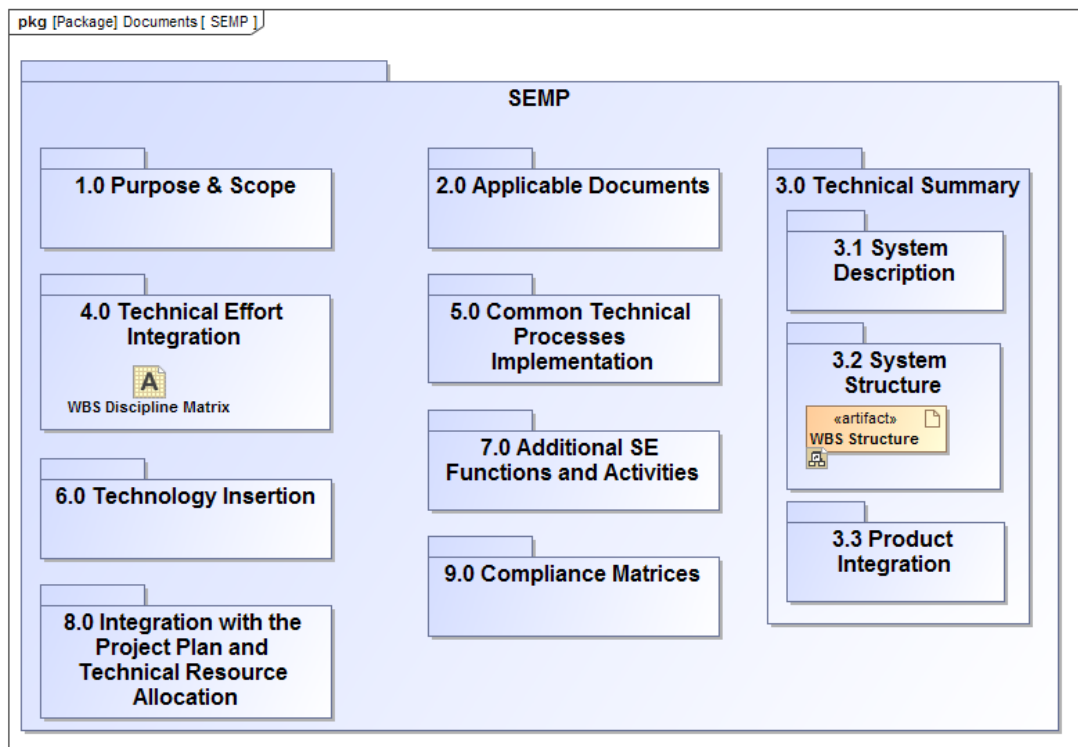 pkg [Package] Documents [ SEMP ]
SEMP
1.0 Purpose & Scope
2.0 Applicable Documents
3.0 Technical Summary
3.1 System
Description
3.2 System
Structure
«artifact»
WBS Structure
3.3 Product
Integration
4.0 Technical Effort
Integration
A
WBS Discipline Matrix
5.0 Common Technical
Processes
Implementation
6.0 Technology Insertion
7.0 Additional SE
Functions and Activities
8.0 Integration with the
Project Plan and
Technical Resource
Allocation
9.0 Compliance Matrices